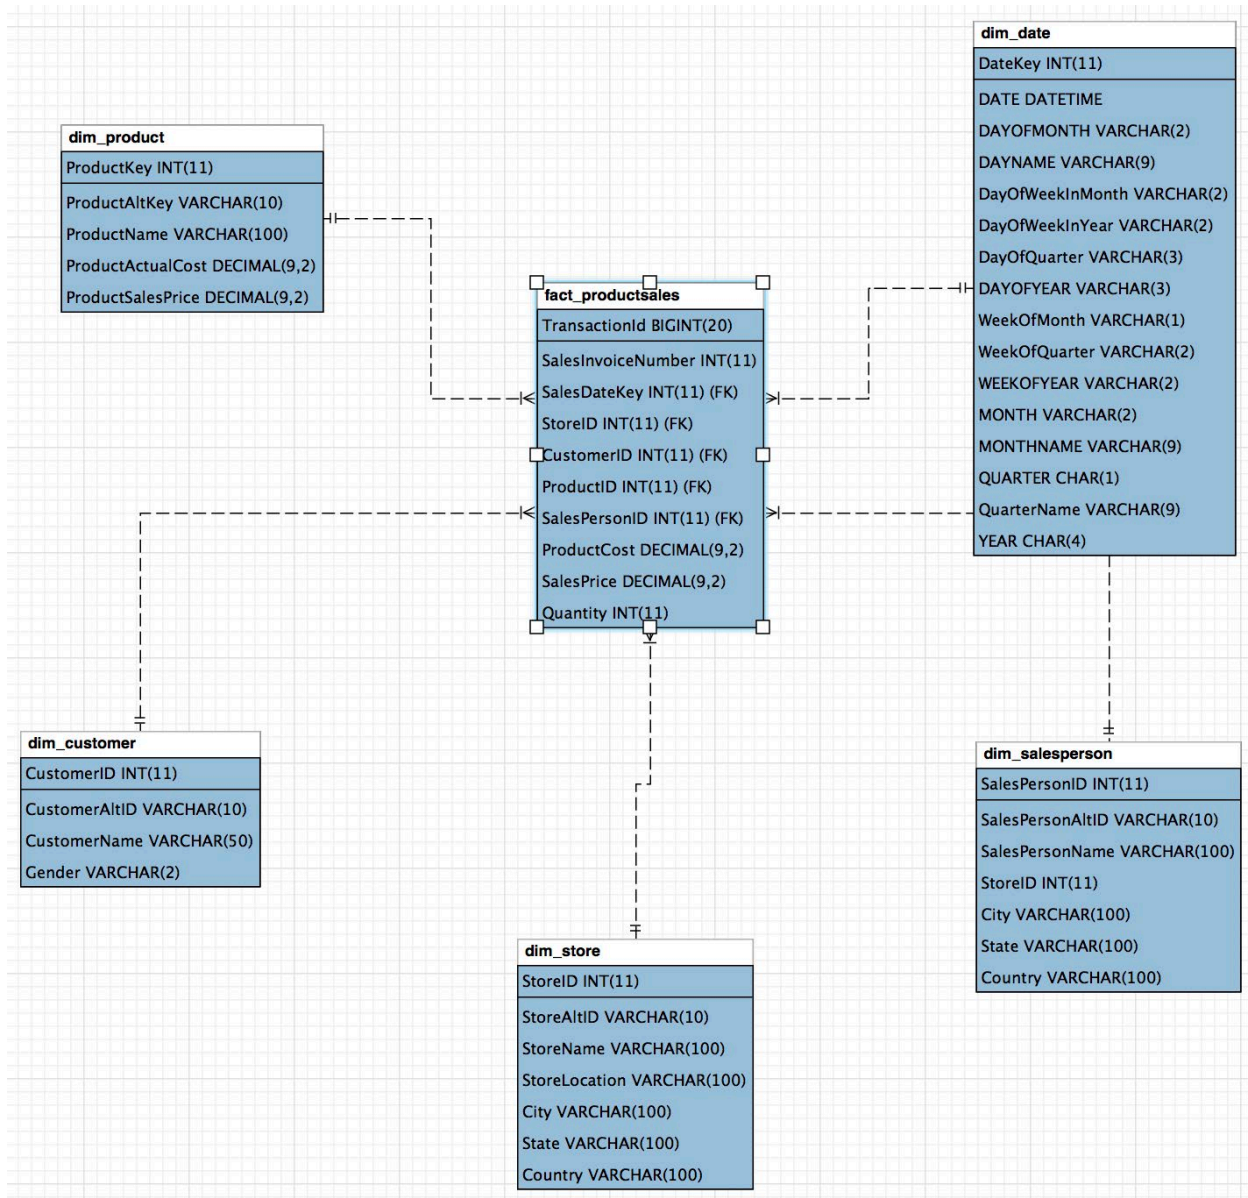 dim_product
ProductKey INT(11)
ProductAltKey VARCHAR(10)
ProductName VARCHAR(100)
ProductActualCost DECIMAL(9,2)
ProductSalesPrice DECIMAL(9,2)
fact_productsales
TransactionId BIGINT(20)
SalesInvoiceNumber INT(11)
SalesDateKey INT(11) (FK)
StoreID INT(11) (FK)
CustomerID INT(11) (FK)
ProductID INT(11) (FK)
SalesPersonID INT(11) (FK)
ProductCost DECIMAL(9,2)
SalesPrice DECIMAL(9,2)
Quantity INT(11)
dim_date
DateKey INT(11)
DATE DATETIME
DAYOFMONTH VARCHAR(2)
DAYNAME VARCHAR(9)
DayOfWeekInMonth VARCHAR(2)
DayOfWeekInYear VARCHAR(2)
DayOfQuarter VARCHAR(3)
DAYOFYEAR VARCHAR(3)
WeekOfMonth VARCHAR(1)
WeekOfQuarter VARCHAR(2)
WEEKOFYEAR VARCHAR(2)
MONTH VARCHAR(2)
MONTHNAME VARCHAR(9)
QUARTER CHAR(1)
QuarterName VARCHAR(9)
YEAR CHAR(4)
dim_customer
CustomerID INT(11)
CustomerAltID VARCHAR(10)
CustomerName VARCHAR(50)
Gender VARCHAR(2)
dim_store
StoreID INT(11)
StoreAltID VARCHAR(10)
StoreName VARCHAR(100)
StoreLocation VARCHAR(100)
City VARCHAR(100)
State VARCHAR(100)
Country VARCHAR(100)
dim_salesperson
SalesPersonID INT(11)
SalesPersonAltID VARCHAR(10)
SalesPersonName VARCHAR(100)
StoreID INT(11)
City VARCHAR(100)
State VARCHAR(100)
Country VARCHAR(100)